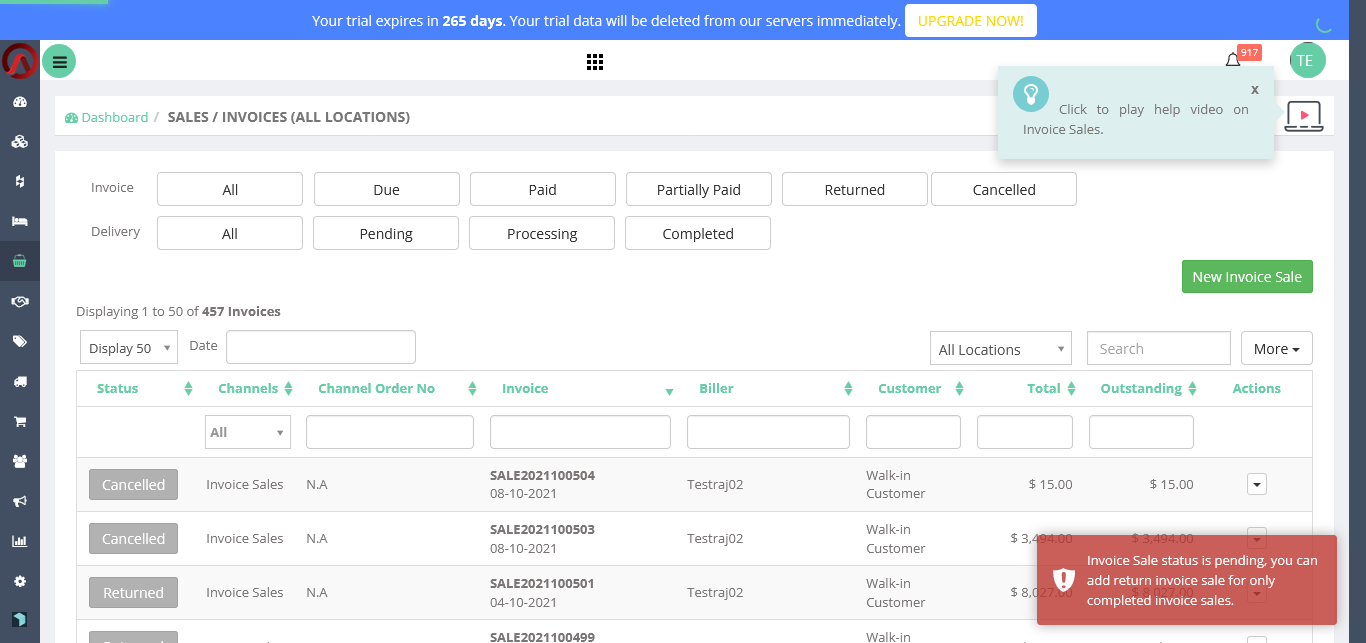 Your trial expires in 265 days. Your trial data will be deleted from our servers immediately. UPGRADE NOW!
917
TE
Dashboard / SALES / INVOICES (ALL LOCATIONS)
x
Click to play help video on
Invoice Sales.
Invoice All Due Paid Partially Paid Returned Cancelled
Delivery All Pending Processing Completed
New Invoice Sale
Displaying 1 to 50 of 457 Invoices
Display 50 Date All Locations Search More
Status Channels Channel Order No Invoice Biller Customer Total Outstanding Actions
All
Cancelled Invoice Sales N.A SALE2021100504 Testraj02 Walk-in $ 15.00 $ 15.00
08-10-2021 Customer
Cancelled Invoice Sales N.A SALE2021100503 Testraj02 Walk-in $ 3,494.00 $ 3,494.00
08-10-2021 Customer
Returned Invoice Sales N.A SALE2021100501 Testraj02 Walk-in $ 8,027.00 $ 8,027.00
04-10-2021 Customer
Invoice Sale status is pending, you can
add return invoice sale for only
completed invoice sales.
SALE2021100499 Walk-in